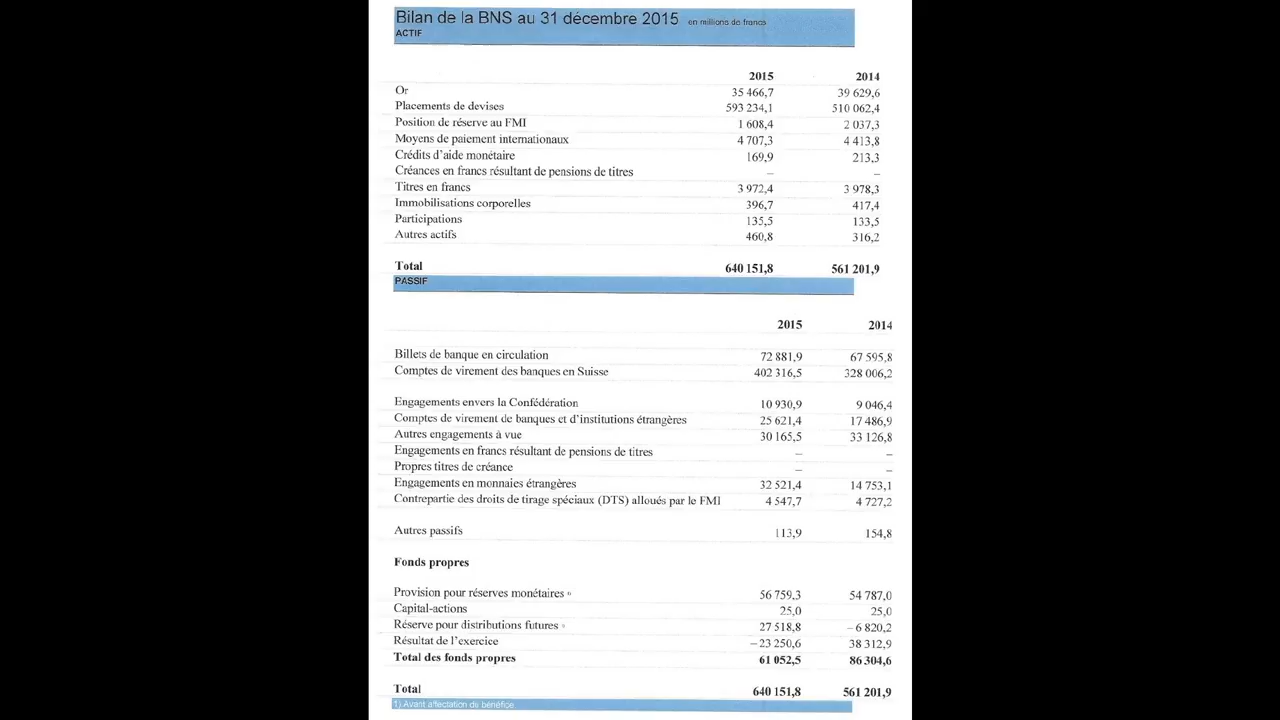 Bilan de la BNS au 31 décembre 2015 en millions de francs
ACTIF
2015 2014
Or 35 466,7 39 629,6
Placements de devises 593 234,1 510 062,4
Position de réserve au FMI 1 608,4 2 037,3
Moyens de paiement internationaux 4 707,3 4 413,8
Crédits d'aide monétaire 169,9 213,3
Créances en francs résultant de pensions de titres – –
Titres en francs 3 972,4 3 978,3
Immobilisations corporelles 396,7 417,4
Participations 135,5 133,5
Autres actifs 460,8 316,2
Total 640 151,8 561 201,9
PASSIF
2015 2014
Billets de banque en circulation 72 881,9 67 595,8
Comptes de virement des banques en Suisse 402 316,5 328 006,2
Engagements envers la Confédération 10 930,9 9 046,4
Comptes de virement de banques et d'institutions étrangères 25 621,4 17 486,9
Autres engagements à vue 30 165,5 33 126,8
Engagements en francs résultant de pensions de titres – –
Propres titres de créance – –
Engagements en monnaies étrangères 32 521,4 14 753,1
Contrepartie des droits de tirage spéciaux (DTS) alloués par le FMI 4 547,7 4 727,2
Autres passifs 113,9 154,8
Fonds propres
Provision pour réserves monétaires 1) 56 759,3 54 787,0
Capital-actions 25,0 25,0
Réserve pour distributions futures 1) 27 518,8 – 6 820,2
Résultat de l'exercice – 23 250,6 38 312,9
Total des fonds propres 61 052,5 86 304,6
Total 640 151,8 561 201,9
1) Avant affectation du bénéfice